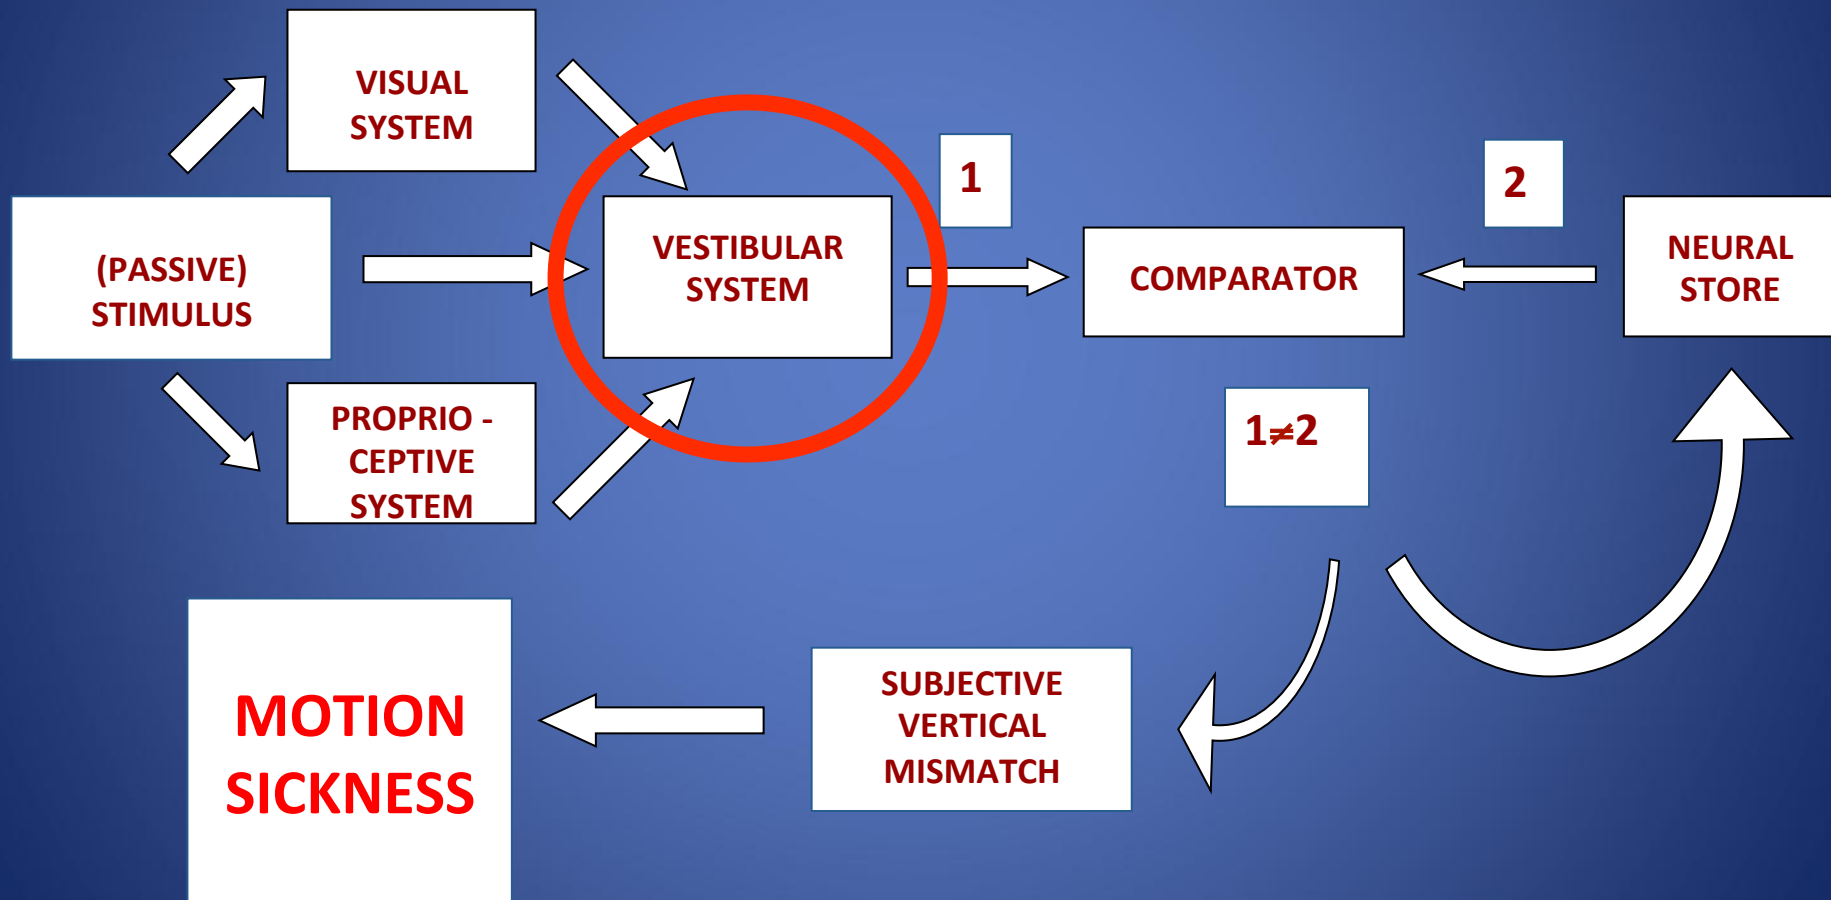 VISUAL
SYSTEM
(PASSIVE)
STIMULUS
PROPRIO -
CEPTIVE
SYSTEM
VESTIBULAR
SYSTEM
1
COMPARATOR
2
NEURAL
STORE
1≠2
SUBJECTIVE
VERTICAL
MISMATCH
MOTION
SICKNESS